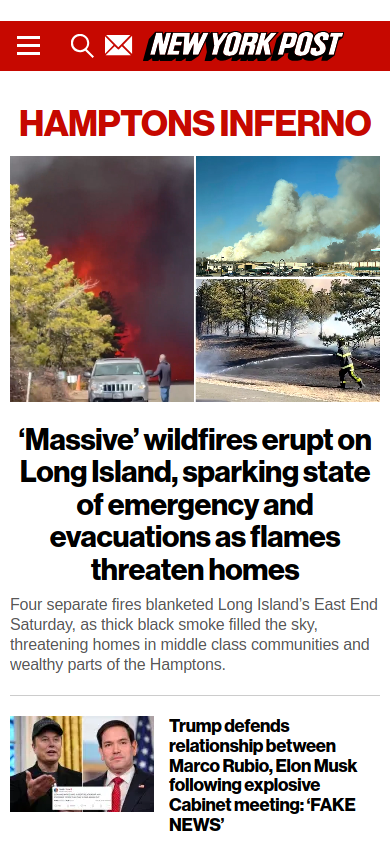 NEW YORK POST
HAMPTONS INFERNO
‘Massive’ wildfires erupt on
Long Island, sparking state
of emergency and
evacuations as flames
threaten homes
Four separate fires blanketed Long Island’s East End
Saturday, as thick black smoke filled the sky,
threatening homes in middle class communities and
wealthy parts of the Hamptons.
Trump defends
relationship between
Marco Rubio, Elon Musk
following explosive
Cabinet meeting: ‘FAKE
NEWS’